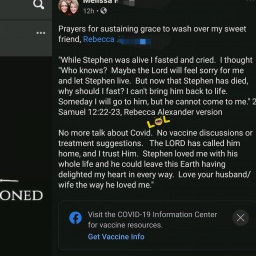 Melissa F
12h
Prayers for sustaining grace to wash over my sweet
friend, Rebecca
"While Stephen was alive I fasted and cried. I thought
"Who knows? Maybe the Lord will feel sorry for me
and let Stephen live. But now that Stephen has died,
why should I fast? I can't bring him back to life.
Someday I will go to him, but he cannot come to me." 2
Samuel 12:22-23, Rebecca Alexander version
LOL
No more talk about Covid. No vaccine discussions or
treatment suggestions. The LORD has called him
home, and I trust Him. Stephen loved me with his
whole life and he could leave this Earth having
delighted my heart in every way. Love your husband/
wife the way he loved me."
ONED
Visit the COVID-19 Information Center
for vaccine resources.
Get Vaccine Info